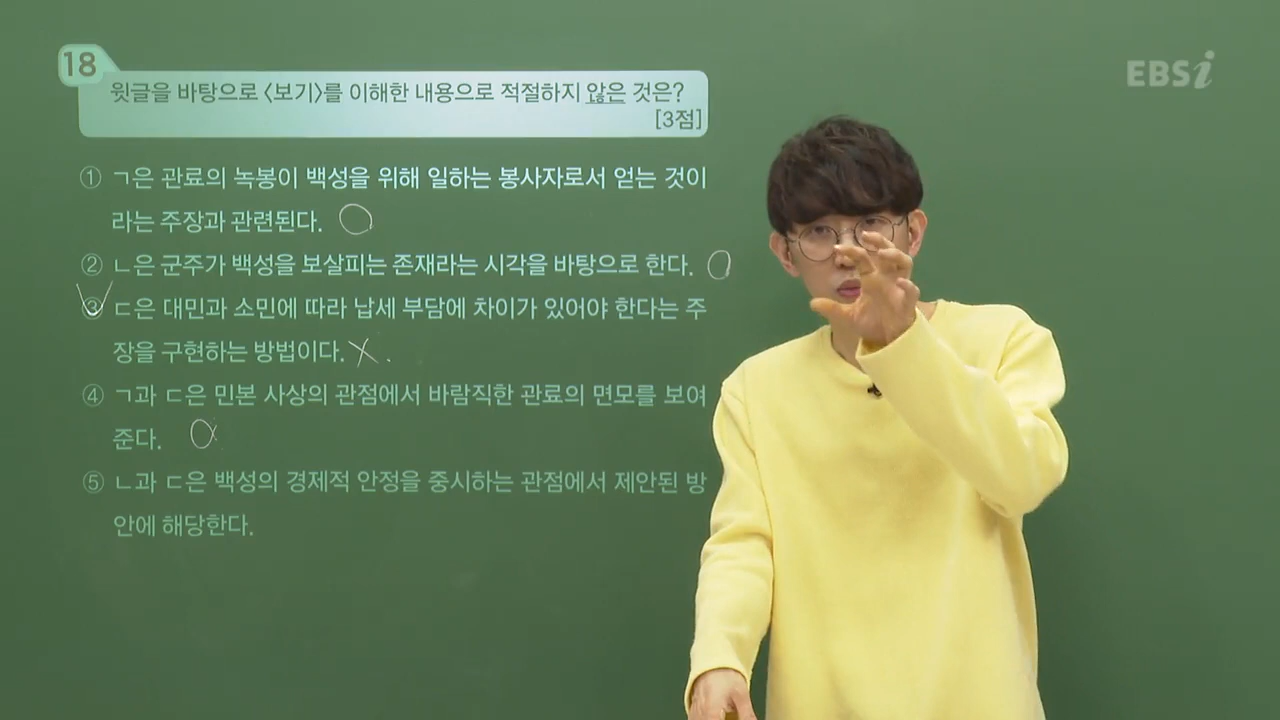 18
EBSi
윗글을 바탕으로 〈보기〉를 이해한 내용으로 적절하지 않은 것은?
[3점]
① ㄱ은 관료의 녹봉이 백성을 위해 일하는 봉사자로서 얻는 것이
라는 주장과 관련된다.
② ㄴ은 군주가 백성을 보살피는 존재라는 시각을 바탕으로 한다.
③ ㄷ은 대민과 소민에 따라 납세 부담에 차이가 있어야 한다는 주
장을 구현하는 방법이다.
④ ㄱ과 ㄷ은 민본 사상의 관점에서 바람직한 관료의 면모를 보여
준다.
⑤ ㄴ과 ㄷ은 백성의 경제적 안정을 중시하는 관점에서 제안된 방
안에 해당한다.